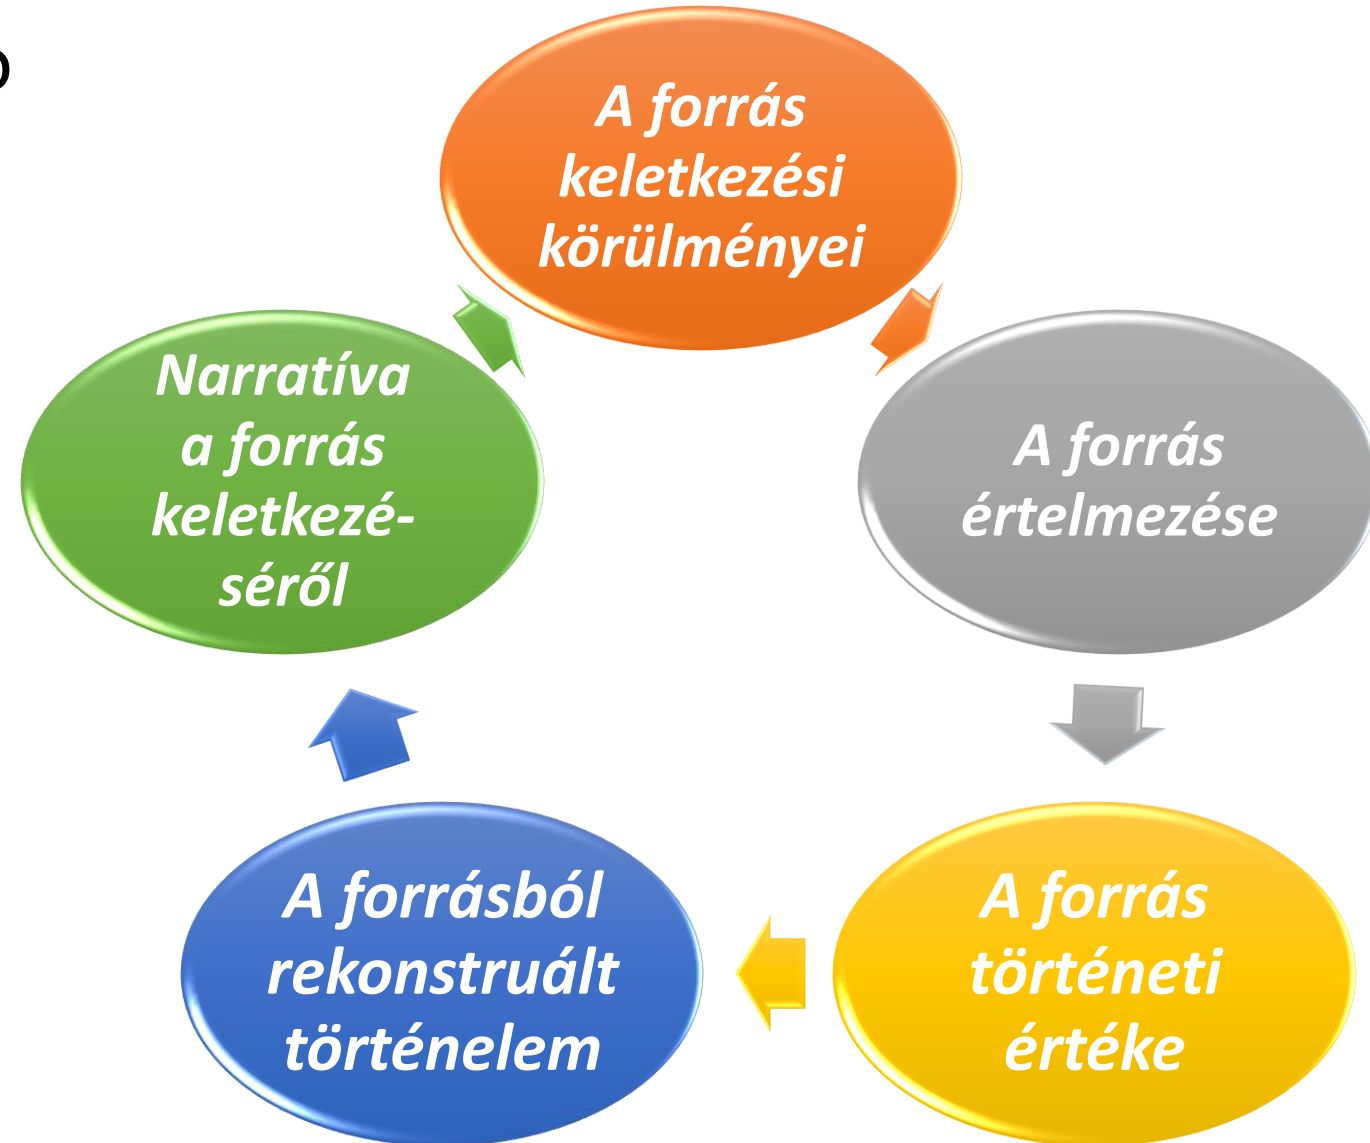 A forrás
keletkezési
körülményei
A forrás
értelmezése
A forrás
történeti
értéke
A forrásból
rekonstruált
történelem
Narratíva
a forrás
keletkezé-
séről